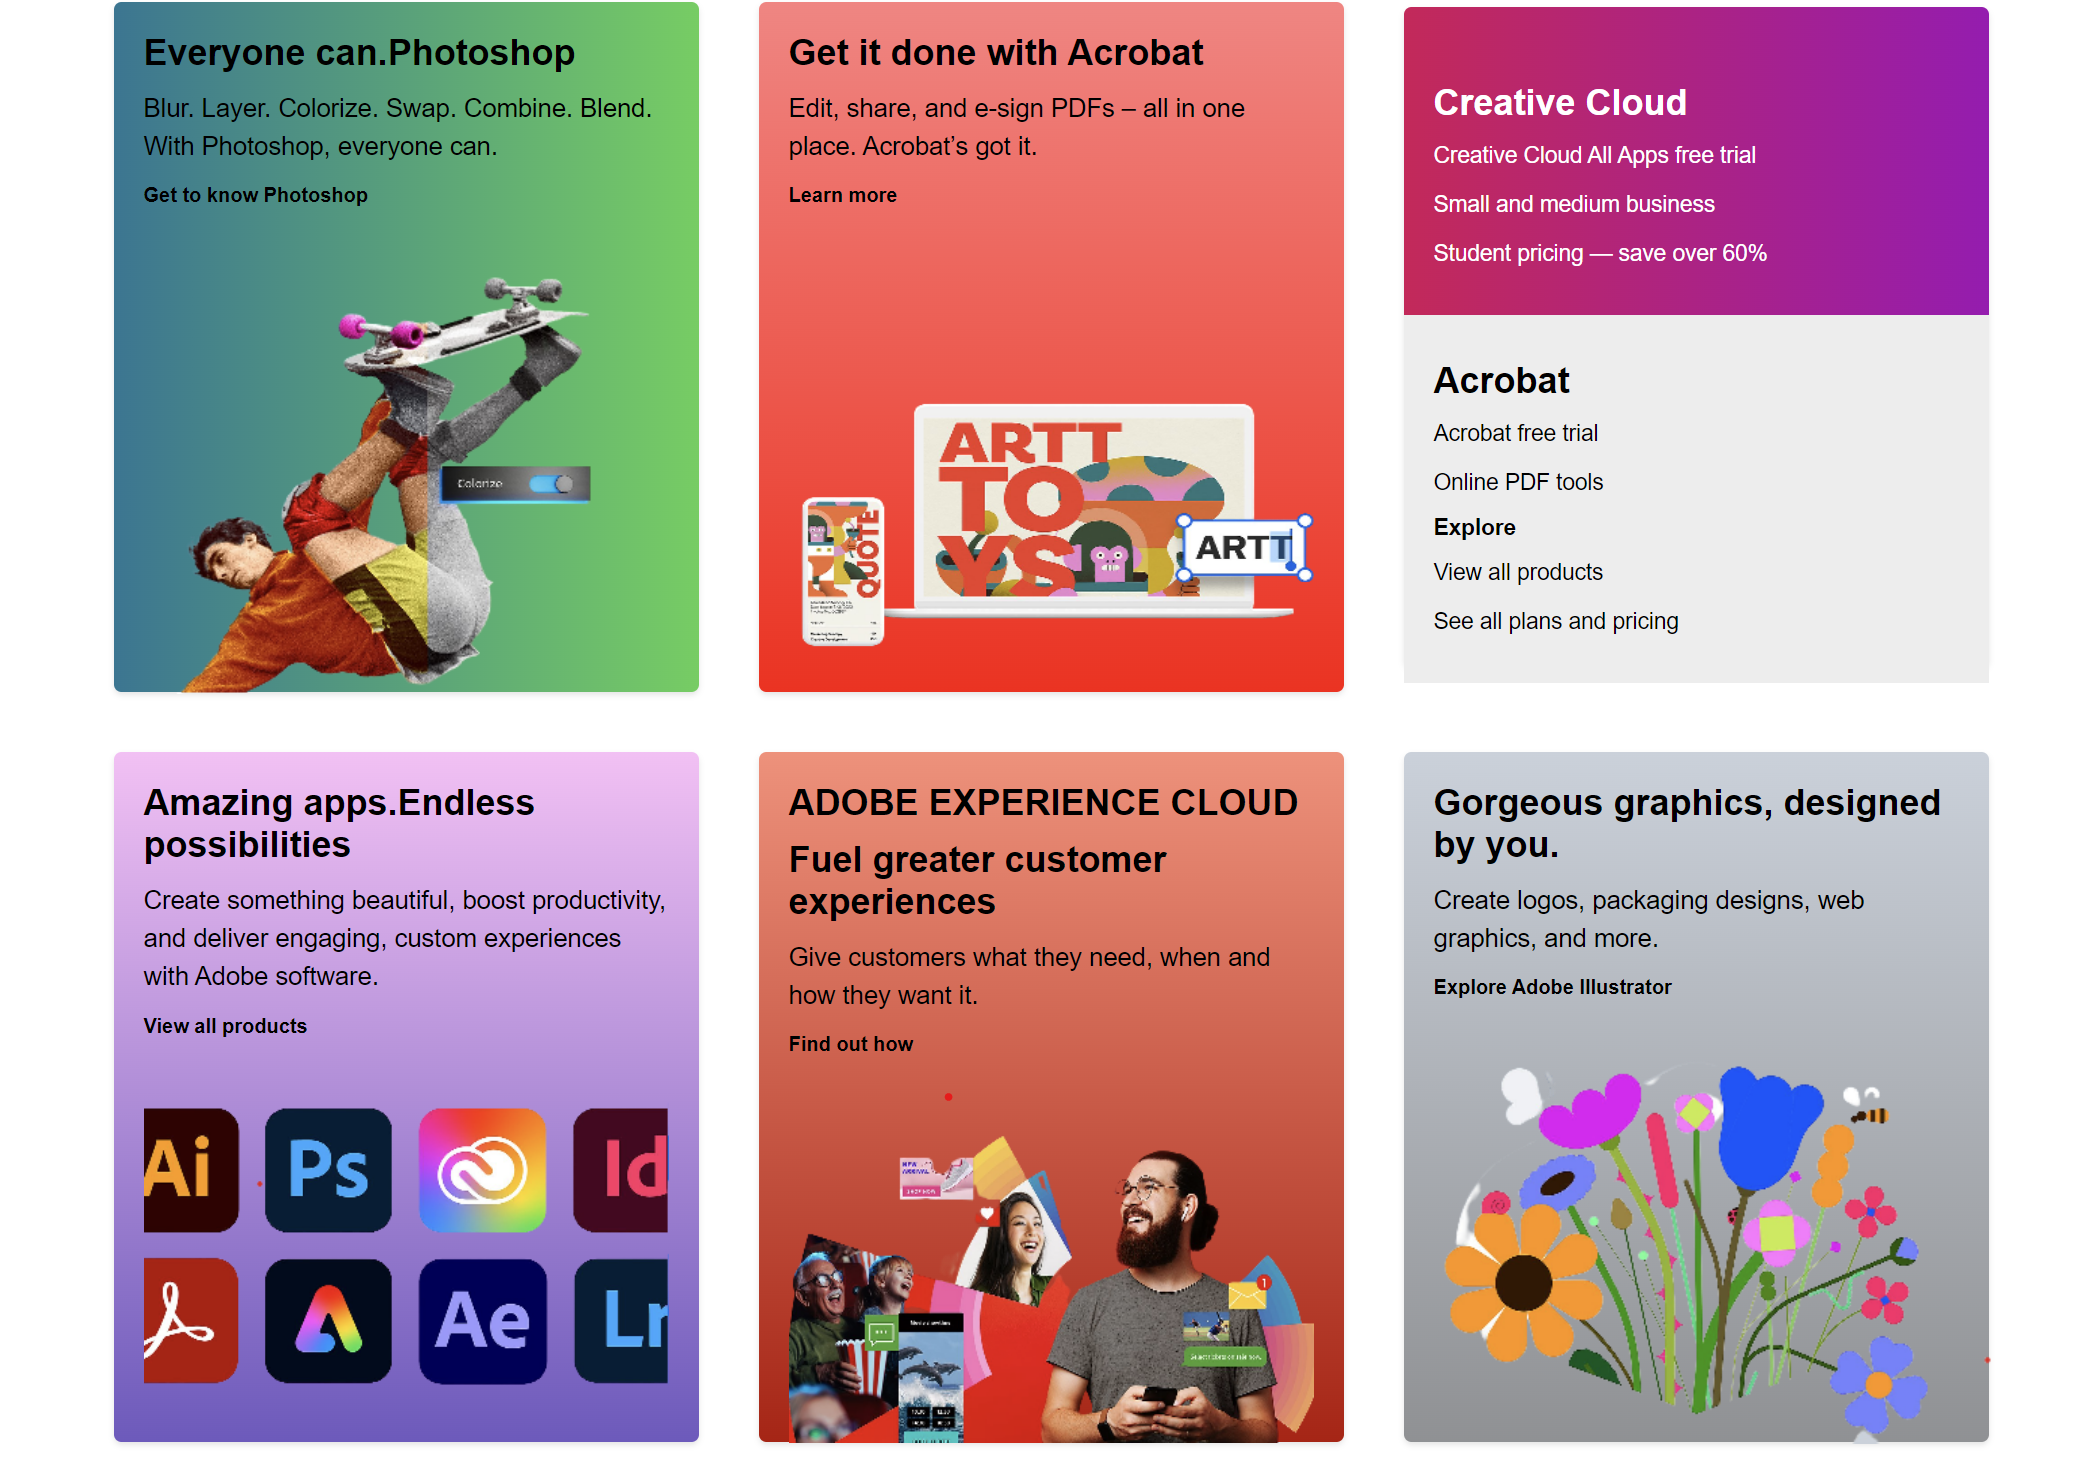 Everyone can.Photoshop
Blur. Layer. Colorize. Swap. Combine. Blend.
With Photoshop, everyone can.
Get to know Photoshop
Colorize
Get it done with Acrobat
Edit, share, and e-sign PDFs – all in one
place. Acrobat’s got it.
Learn more
ARTT
TO
YS
QUOTE
ARTT
Creative Cloud
Creative Cloud All Apps free trial
Small and medium business
Student pricing — save over 60%
Acrobat
Acrobat free trial
Online PDF tools
Explore
View all products
See all plans and pricing
Amazing apps.Endless
possibilities
Create something beautiful, boost productivity,
and deliver engaging, custom experiences
with Adobe software.
View all products
Ai Ps Id
Ae Lr
ADOBE EXPERIENCE CLOUD
Fuel greater customer
experiences
Give customers what they need, when and
how they want it.
Find out how
NEW
ARRIVAL
SHOP NOW
1
Gorgeous graphics, designed
by you.
Create logos, packaging designs, web
graphics, and more.
Explore Adobe Illustrator